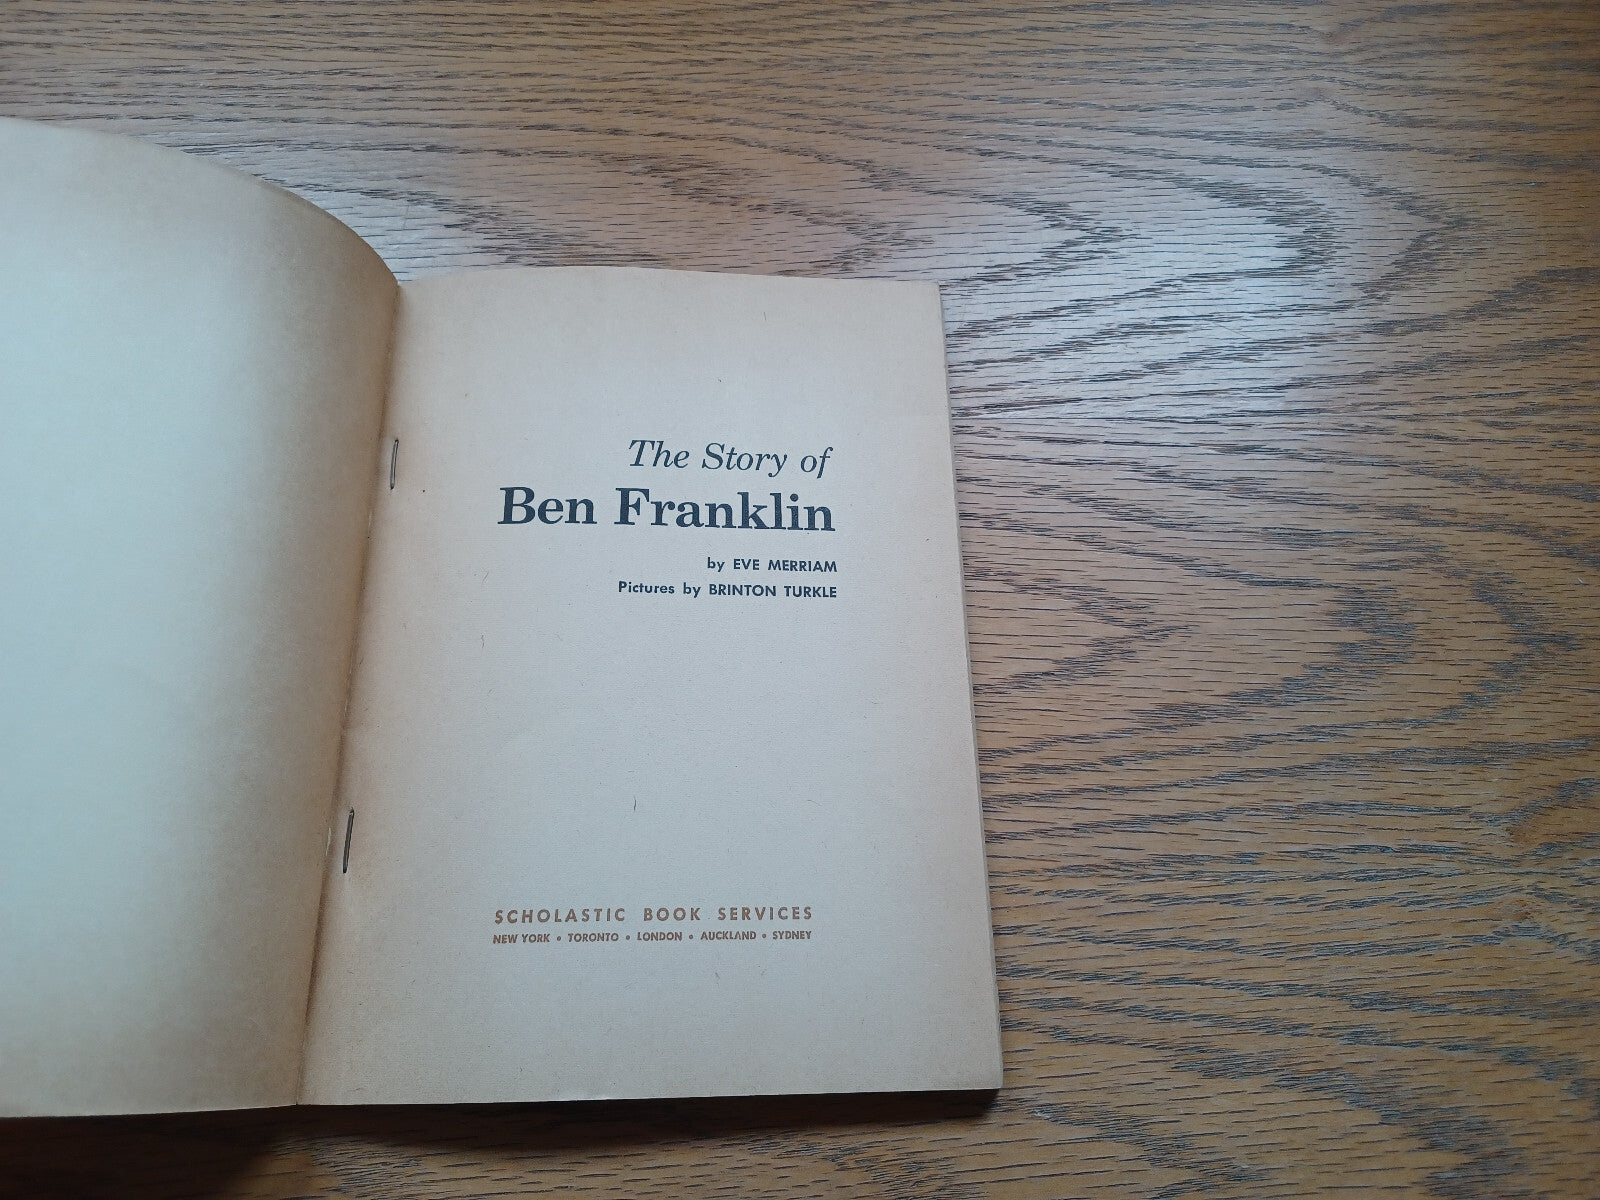 The Story of
Ben Franklin
by EVE MERRIAM
Pictures by BRINTON TURKLE
SCHOLASTIC BOOK SERVICES
NEW YORK • TORONTO • LONDON • AUCKLAND • SYDNEY